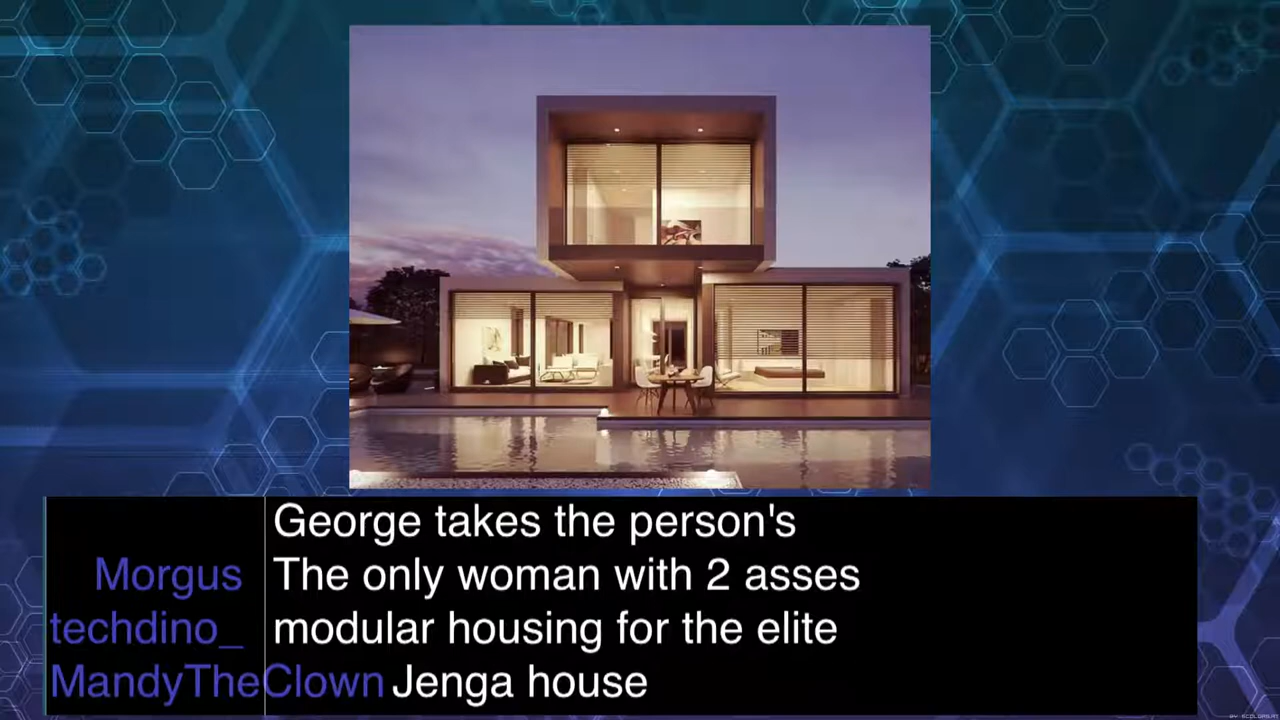 George takes the person's
Morgus The only woman with 2 asses
techdino_ modular housing for the elite
MandyTheClown Jenga house